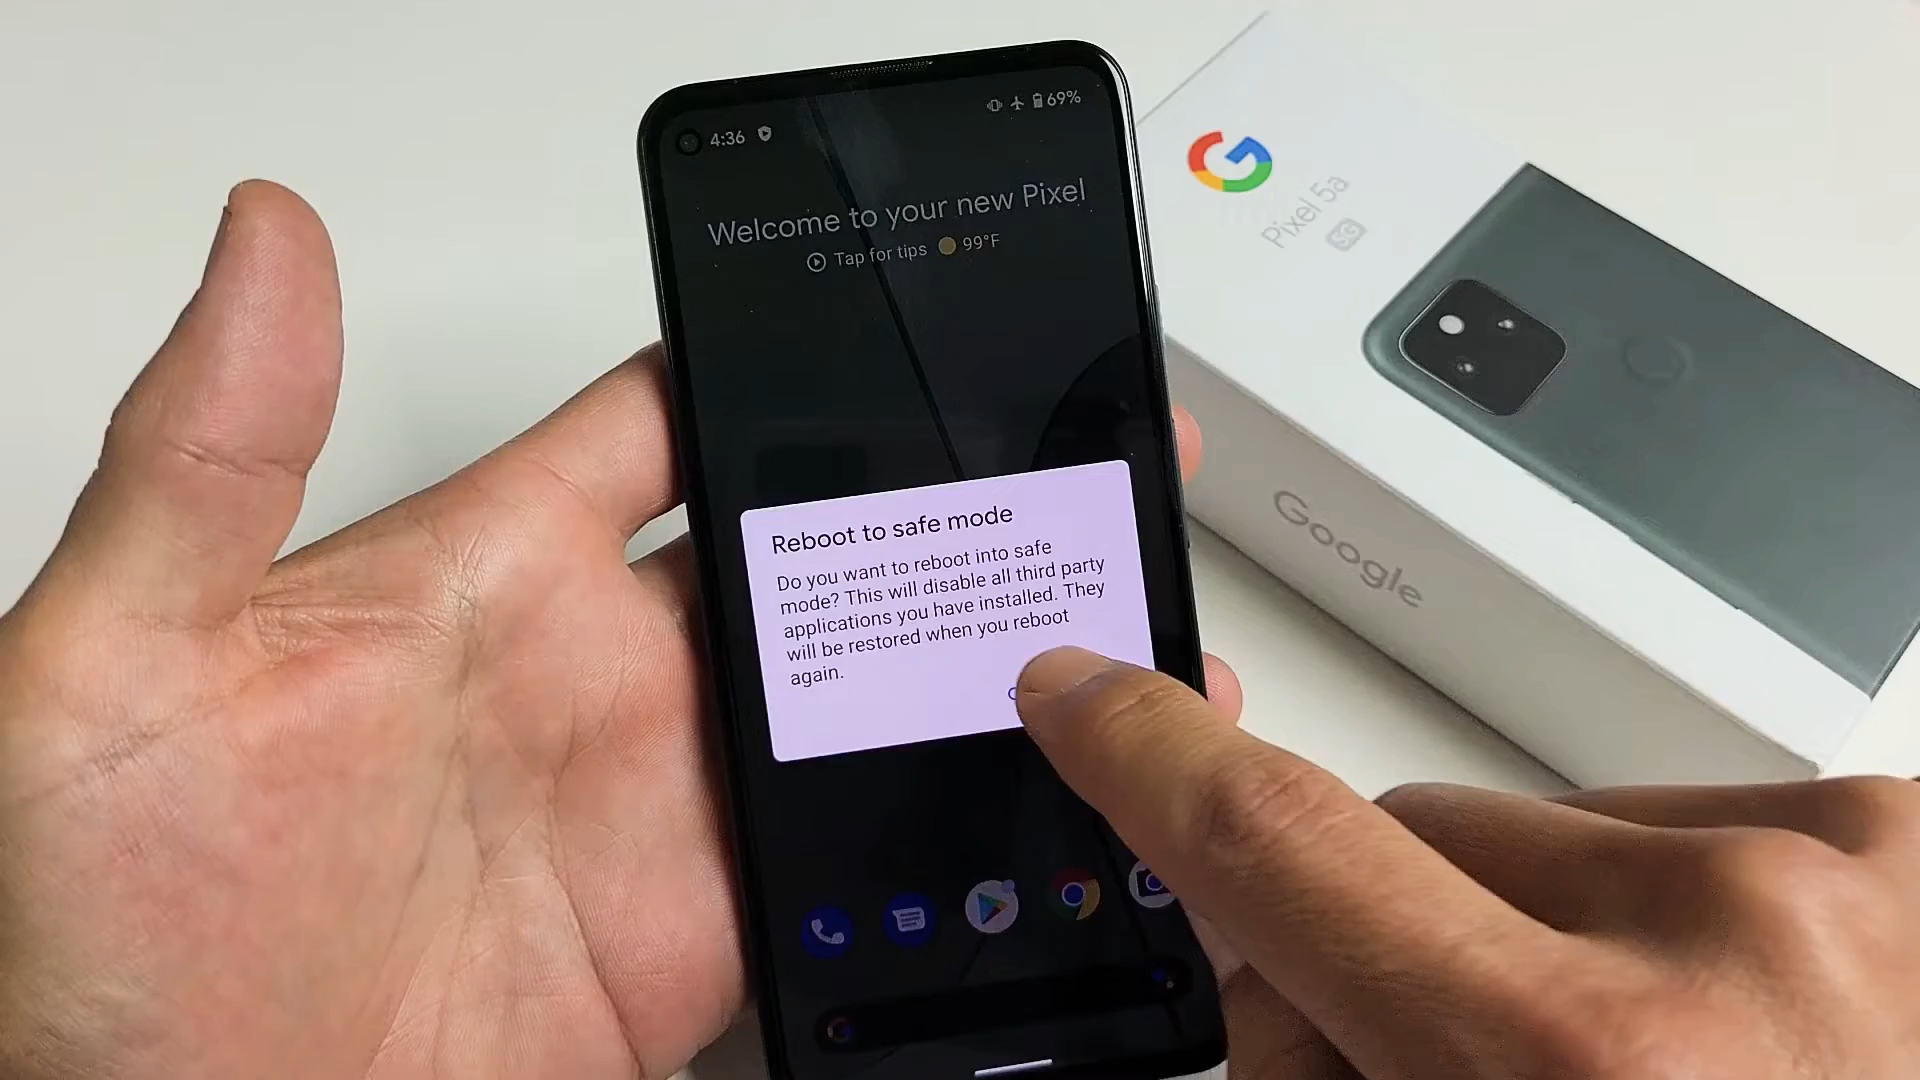 4:36
69%
Welcome to your new Pixel
Tap for tips 99°F
Reboot to safe mode
Do you want to reboot into safe
mode? This will disable all third party
applications you have installed. They
will be restored when you reboot
again.
G
Pixel 5a
5G
Google